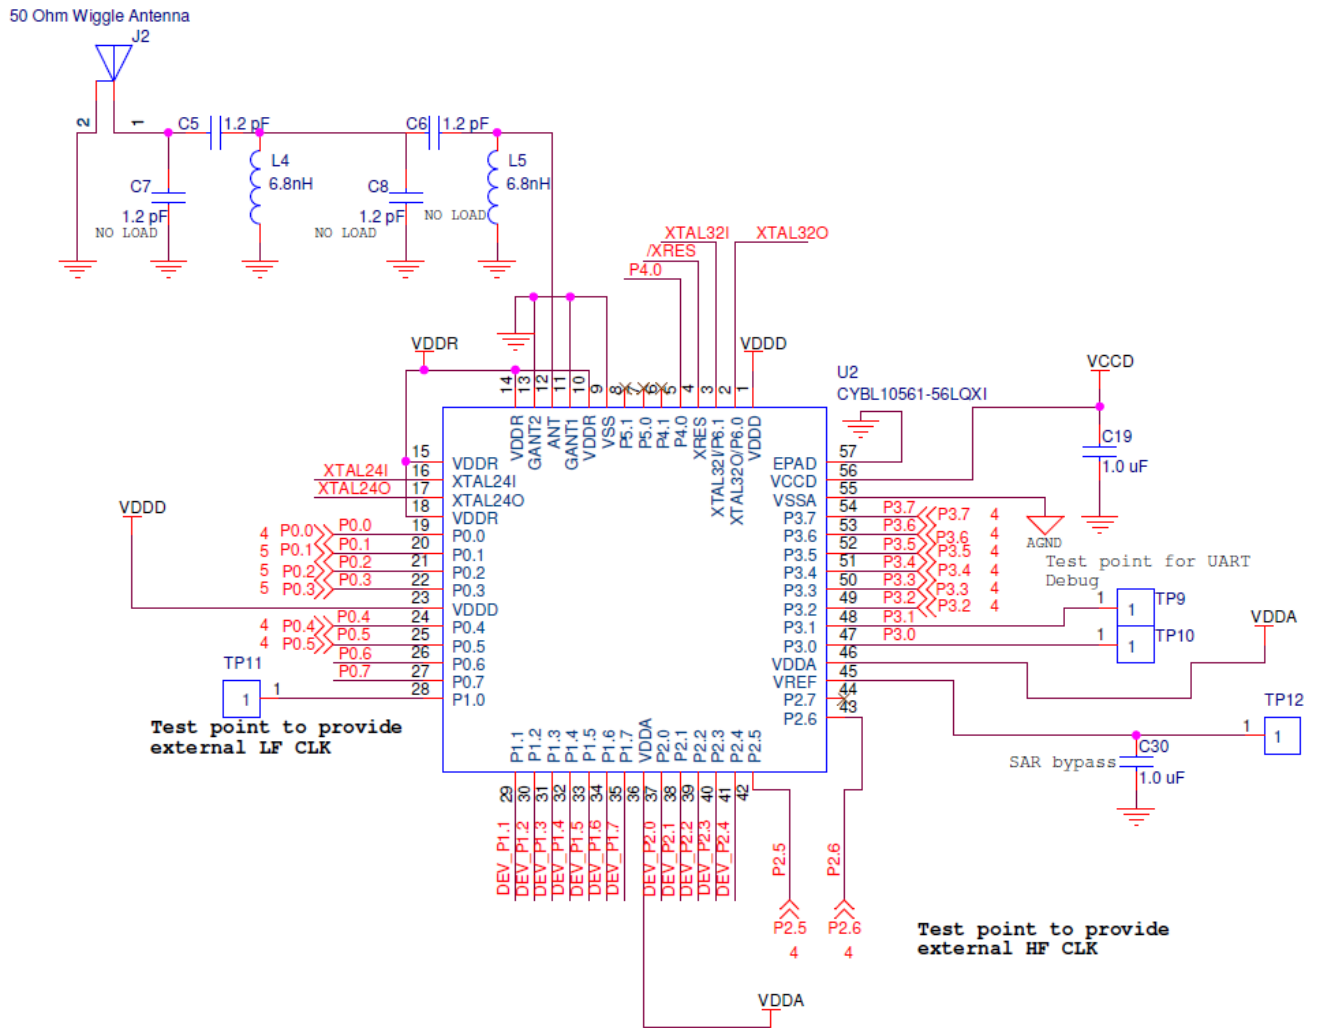 50 Ohm Wiggle Antenna
J2
2
1
C5
1.2 pF
C6
1.2 pF
L4
6.8nH
L5
6.8nH
C7
1.2 pF
NO LOAD
C8
1.2 pF
NO LOAD
NO LOAD
XTAL32I
XTAL32O
/XRES
P4.0
VDDR
VDDD
VCCD
U2
CYBL10561-56LQXI
C19
1.0 uF
14
13
12
11
10
9
8
7
6
5
4
3
2
1
VDDR
GANT2
ANT
GANT1
VDDR
VSS
P5.1
P5.0
P4.1
P4.0
XRES
XTAL32I/P6.1
XTAL32O/P6.0
VDDD
15
VDDR
XTAL24I
16
XTAL24I
XTAL24O
17
XTAL24O
18
VDDR
VDDD
4
P0.0
P0.0
19
P0.0
5
P0.1
P0.1
20
P0.1
5
P0.2
P0.2
21
P0.2
5
P0.3
P0.3
22
P0.3
23
VDDD
4
P0.4
P0.4
24
P0.4
4
P0.5
P0.5
25
P0.5
P0.6
26
P0.6
P0.7
27
P0.7
TP11
1
1
28
P1.0
Test point to provide
external LF CLK
EPAD
57
VCCD
56
VSSA
55
AGND
P3.7
54
P3.7
P3.7
4
P3.6
53
P3.6
P3.6
4
P3.5
52
P3.5
P3.5
4
P3.4
51
P3.4
P3.4
4
P3.3
50
P3.3
P3.3
4
P3.2
49
P3.2
P3.2
4
Test point for UART
Debug
P3.1
48
P3.1
1
1
TP9
P3.0
47
P3.0
1
1
TP10
VDDA
46
VDDA
VREF
45
P2.7
44
P2.6
43
TP12
1
1
SAR bypass
C30
1.0 uF
P1.1
P1.2
P1.3
P1.4
P1.5
P1.6
P1.7
VDDA
P2.0
P2.1
P2.2
P2.3
P2.4
P2.5
29
30
31
32
33
34
35
36
37
38
39
40
41
42
DEV_P1.1
DEV_P1.2
DEV_P1.3
DEV_P1.4
DEV_P1.5
DEV_P1.6
DEV_P1.7
DEV_P2.0
DEV_P2.1
DEV_P2.2
DEV_P2.3
DEV_P2.4
P2.5
P2.6
P2.5
4
P2.6
4
Test point to provide
external HF CLK
VDDA